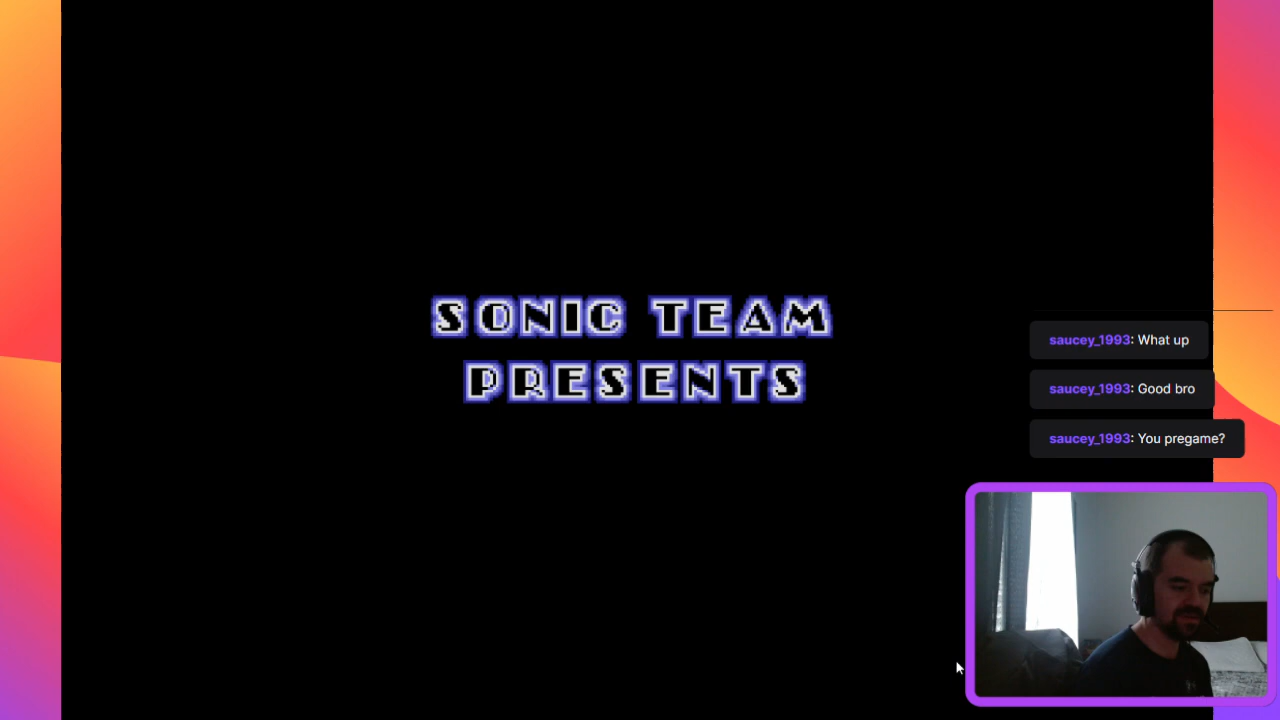 SONIC TEAM
PRESENTS
saucey_1993: What up
saucey_1993: Good bro
saucey_1993: You pregame?